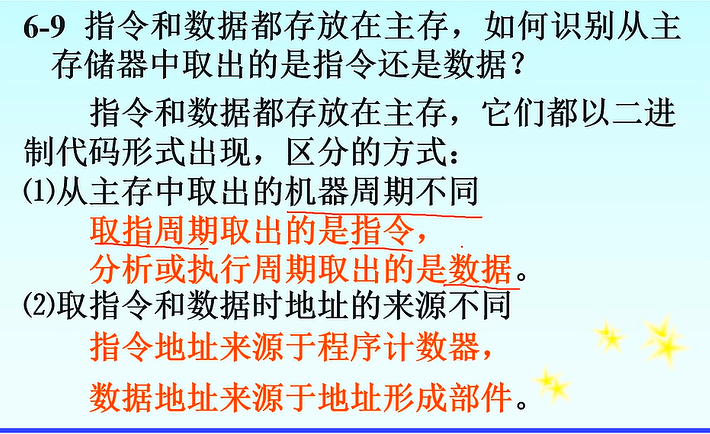 6-9 指令和数据都存放在主存，如何识别从主
存储器中取出的是指令还是数据？
指令和数据都存放在主存，它们都以二进
制代码形式出现，区分的方式：
⑴从主存中取出的机器周期不同
取指周期取出的是指令，
分析或执行周期取出的是数据。
⑵取指令和数据时地址的来源不同
指令地址来源于程序计数器，
数据地址来源于地址形成部件。